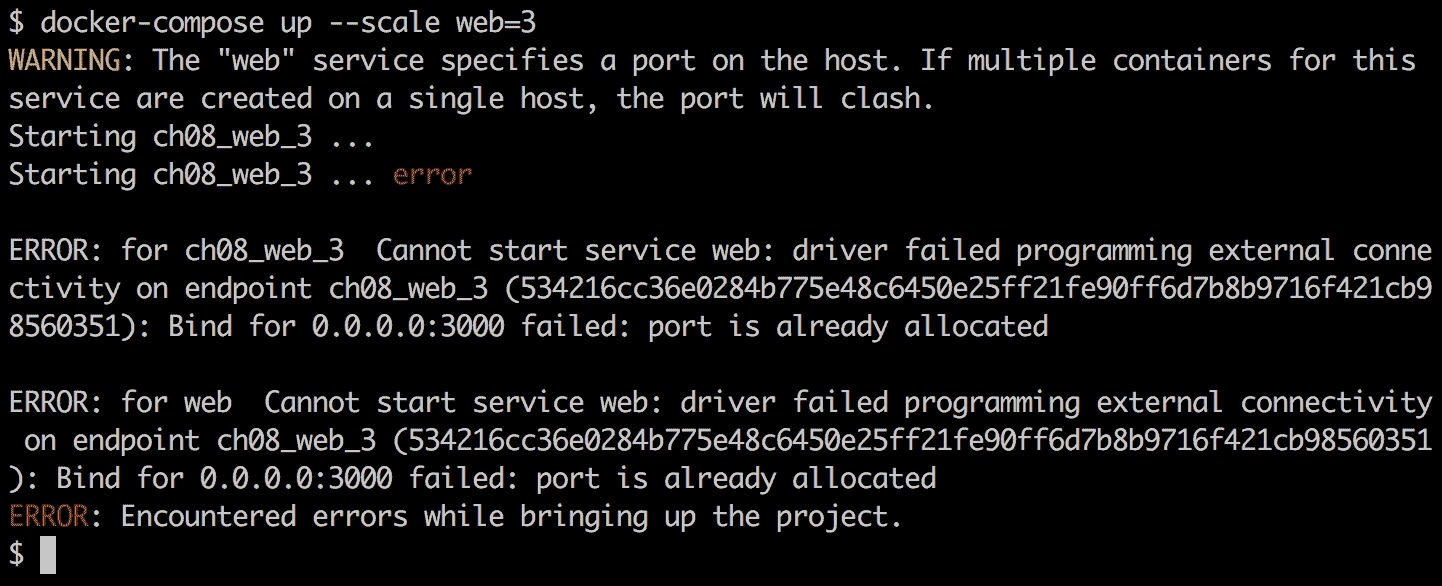 $ docker-compose up --scale web=3
WARNING: The "web" service specifies a port on the host. If multiple containers for this
service are created on a single host, the port will clash.
Starting ch08_web_3 ...
Starting ch08_web_3 ... error
ERROR: for ch08_web_3  Cannot start service web: driver failed programming external conne
ctivity on endpoint ch08_web_3 (534216cc36e0284b775e48c6450e25ff21fe90ff6d7b8b9716f421cb9
8560351): Bind for 0.0.0.0:3000 failed: port is already allocated
ERROR: for web  Cannot start service web: driver failed programming external connectivity
 on endpoint ch08_web_3 (534216cc36e0284b775e48c6450e25ff21fe90ff6d7b8b9716f421cb98560351
): Bind for 0.0.0.0:3000 failed: port is already allocated
ERROR: Encountered errors while bringing up the project.
$